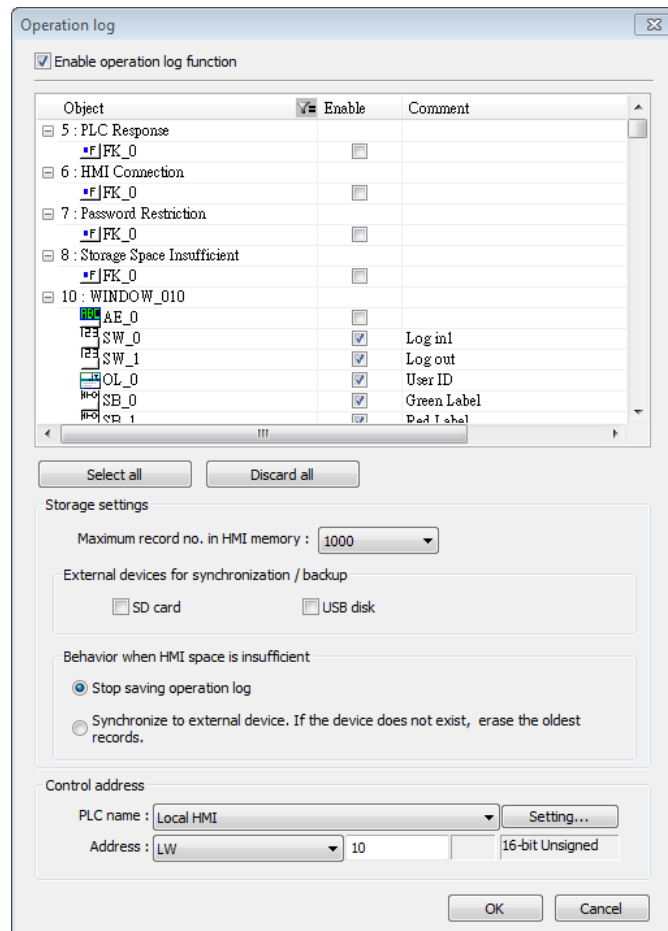 Operation log
Enable operation log function
Object Enable Comment
5 : PLC Response
FK_0
6 : HMI Connection
FK_0
7 : Password Restriction
FK_0
8 : Storage Space Insufficient
FK_0
10 : WINDOW_010
AE_0
SW_0 Log in1
SW_1 Log out
OL_0 User ID
SB_0 Green Label
SB_1 Red Label
Select all Discard all
Storage settings
Maximum record no. in HMI memory : 1000
External devices for synchronization / backup
SD card USB disk
Behavior when HMI space is insufficient
Stop saving operation log
Synchronize to external device. If the device does not exist, erase the oldest
records.
Control address
PLC name : Local HMI Setting...
Address : LW 10 16-bit Unsigned
OK Cancel